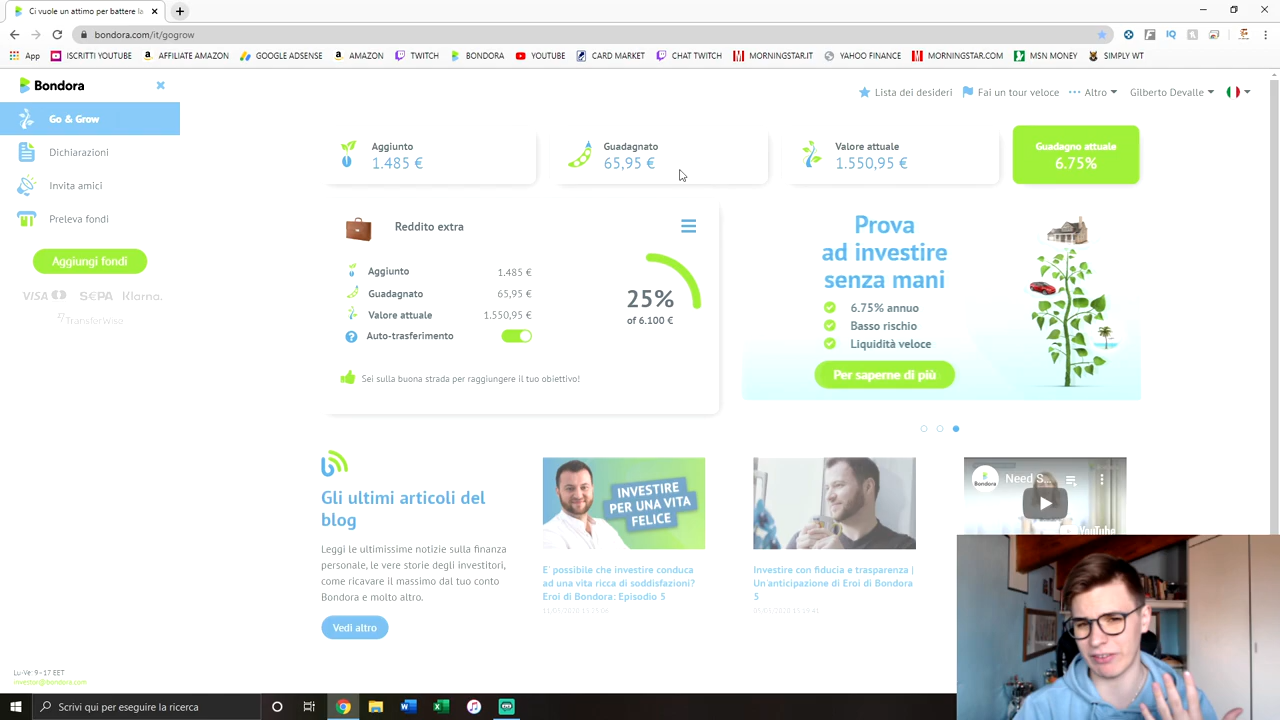 Ci vuole un attimo per battere la
bondora.com/it/gogrow
App
ISCRITTI YOUTUBE
AFFILIATE AMAZON
GOOGLE ADSENSE
AMAZON
TWITCH
BONDORA
YOUTUBE
CARD MARKET
CHAT TWITCH
MORNINGSTAR.IT
YAHOO FINANCE
MORNINGSTAR.COM
MSN MONEY
SIMPLY WT
Bondora
Lista dei desideri
Fai un tour veloce
Altro
Gilberto Devalle
Go & Grow
Dichiarazioni
Invita amici
Preleva fondi
Aggiungi fondi
VISA
S€PA
Klarna.
TransferWise
Aggiunto
1.485 €
Guadagnato
65,95 €
Valore attuale
1.550,95 €
Guadagno attuale
6.75%
Reddito extra
Aggiunto 1.485 €
Guadagnato 65,95 €
Valore attuale 1.550,95 €
Auto-trasferimento
25%
of 6.100 €
Sei sulla buona strada per raggiungere il tuo obiettivo!
Prova
ad investire
senza mani
6.75% annuo
Basso rischio
Liquidità veloce
Per saperne di più
Gli ultimi articoli del
blog
Leggi le ultimissime notizie sulla finanza
personale, le vere storie degli investitori,
come ricavare il massimo dal tuo conto
Bondora e molto altro.
Vedi altro
INVESTIRE
PER UNA VITA
FELICE
E' possibile che investire conduca
ad una vita ricca di soddisfazioni?
Eroi di Bondora: Episodio 5
Investire con fiducia e trasparenza |
Un'anticipazione di Eroi di Bondora
5
Bondora
Need S...
YouTube
Lu-Ve: 9–17 EET
investor@bondora.com
Scrivi qui per eseguire la ricerca